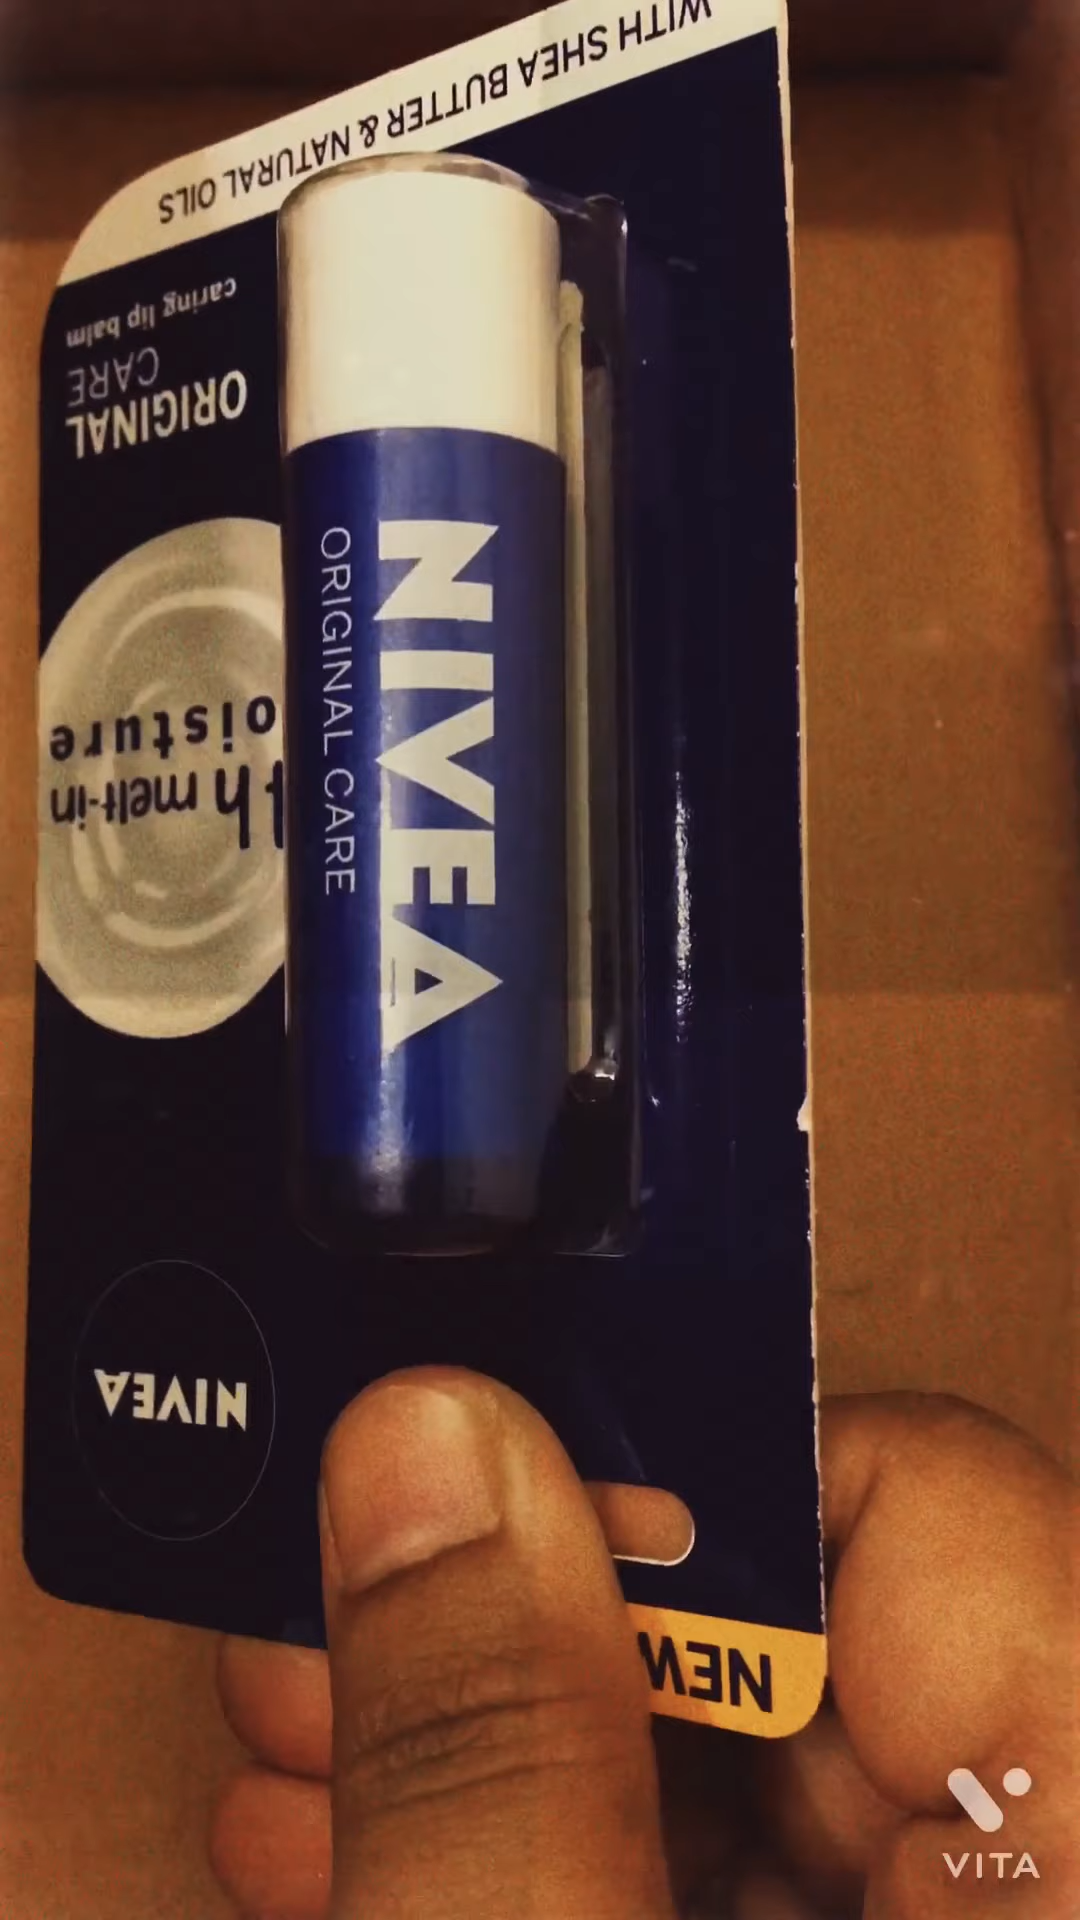 WITH SHEA BUTTER & NATURAL OILS
caring lip balm
CARE
ORIGINAL
NIVEA
ORIGINAL CARE
oisture
h melt-in
NIVEA
NEW
VITA